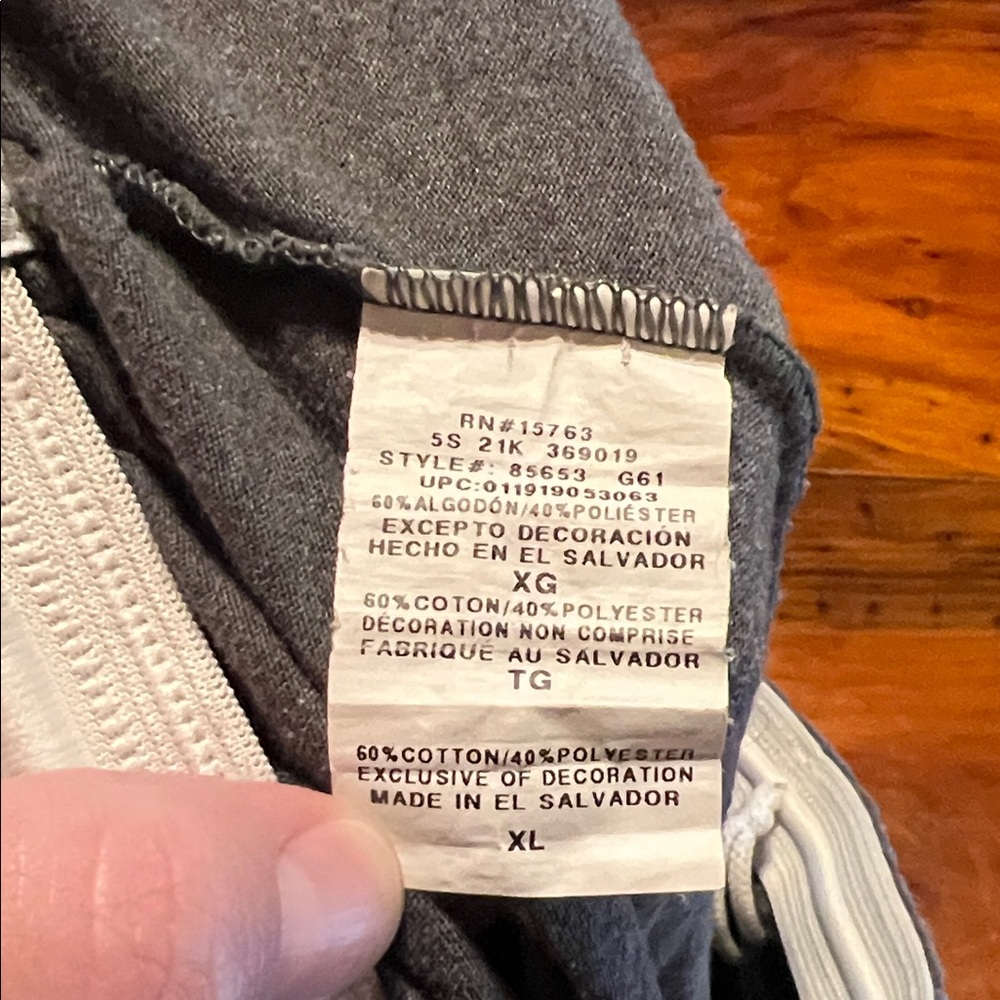 RN#15763
5S 21K 369019
STYLE#: 85653 G61
UPC:011919053063
60%ALGODÓN/40%POLIÉSTER
EXCEPTO DECORACIÓN
HECHO EN EL SALVADOR
XG
60%COTON/40%POLYESTER
DÉCORATION NON COMPRISE
FABRIQUÉ AU SALVADOR
TG
60%COTTON/40%POLYESTER
EXCLUSIVE OF DECORATION
MADE IN EL SALVADOR
XL